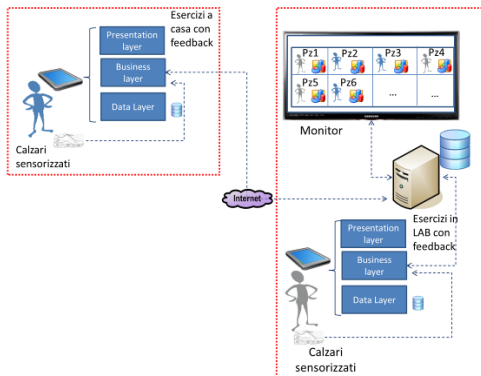 Esercizi a
casa con
feedback
Presentation
layer
Business
layer
Data Layer
Calzari
sensorizzati
Pz1 Pz2 Pz3 Pz4
Pz5 Pz6 ... ...
SAMSUNG
Monitor
Internet
Esercizi in
LAB con
feedback
Presentation
layer
Business
layer
Data Layer
Calzari
sensorizzati